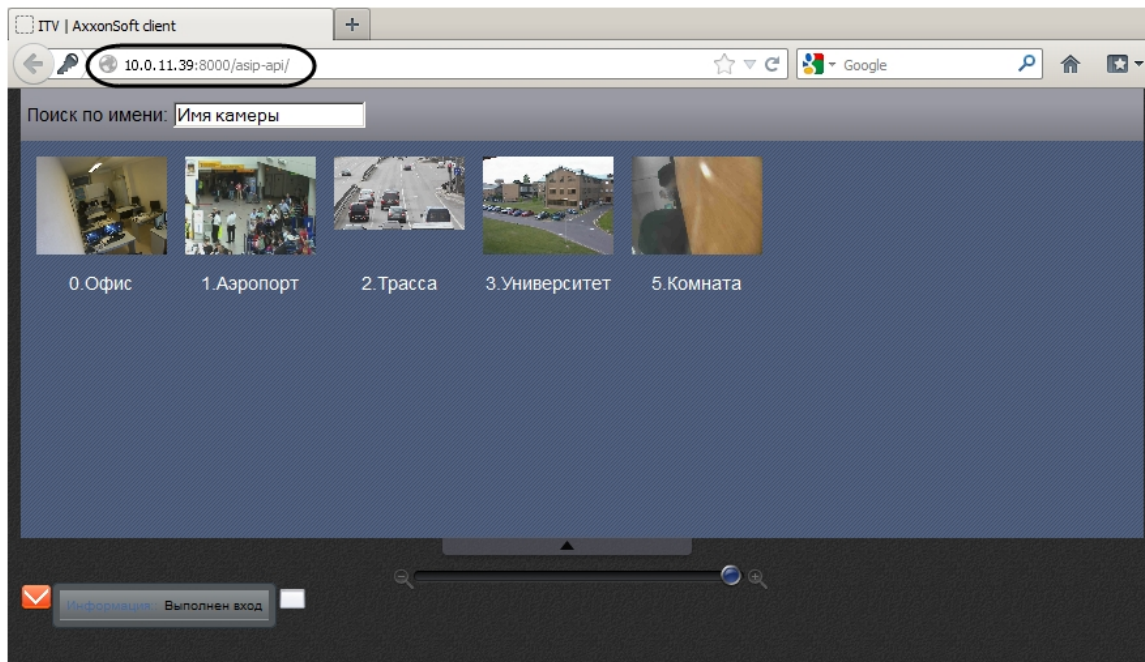 ITV | AxxonSoft client
10.0.11.39:8000/asip-api/
Google
Поиск по имени: Имя камеры
0.Офис 1.Аэропорт 2.Трасса 3.Университет 5.Комната
Информация Выполнен вход